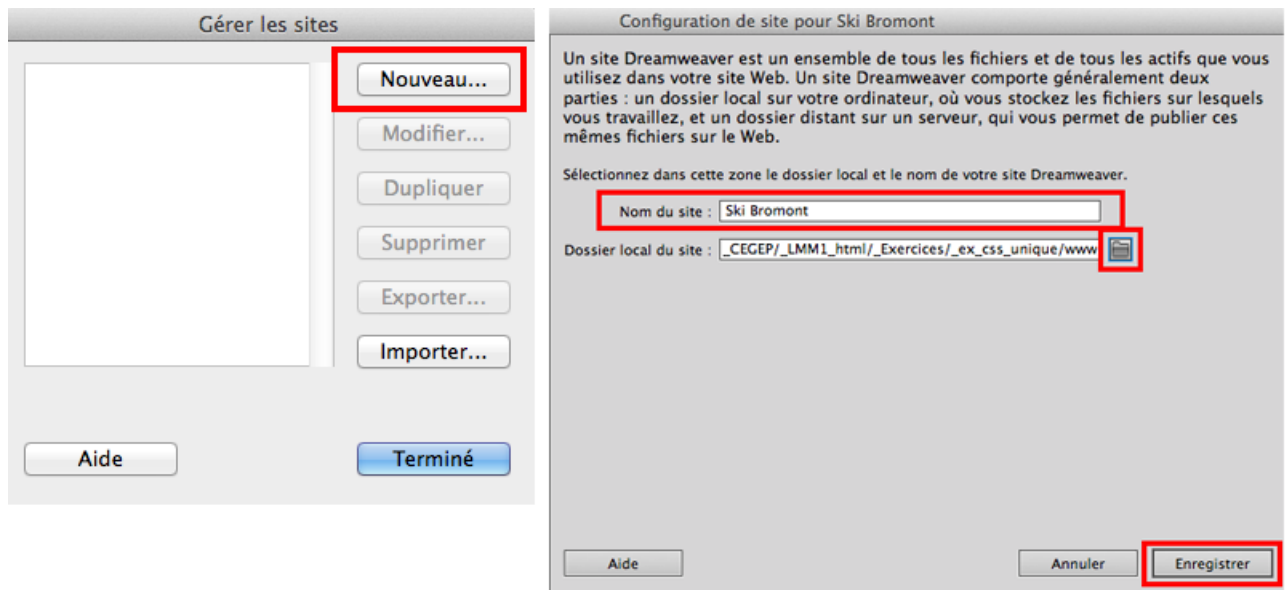 Gérer les sites
Nouveau...
Modifier...
Dupliquer
Supprimer
Exporter...
Importer...
Aide
Terminé
Configuration de site pour Ski Bromont
Un site Dreamweaver est un ensemble de tous les fichiers et de tous les actifs que vous
utilisez dans votre site Web. Un site Dreamweaver comporte généralement deux
parties : un dossier local sur votre ordinateur, où vous stockez les fichiers sur lesquels
vous travaillez, et un dossier distant sur un serveur, qui vous permet de publier ces
mêmes fichiers sur le Web.
Sélectionnez dans cette zone le dossier local et le nom de votre site Dreamweaver.
Nom du site : Ski Bromont
Dossier local du site : _CEGEP/_LMM1_html/_Exercices/_ex_css_unique/www
Aide
Annuler
Enregistrer